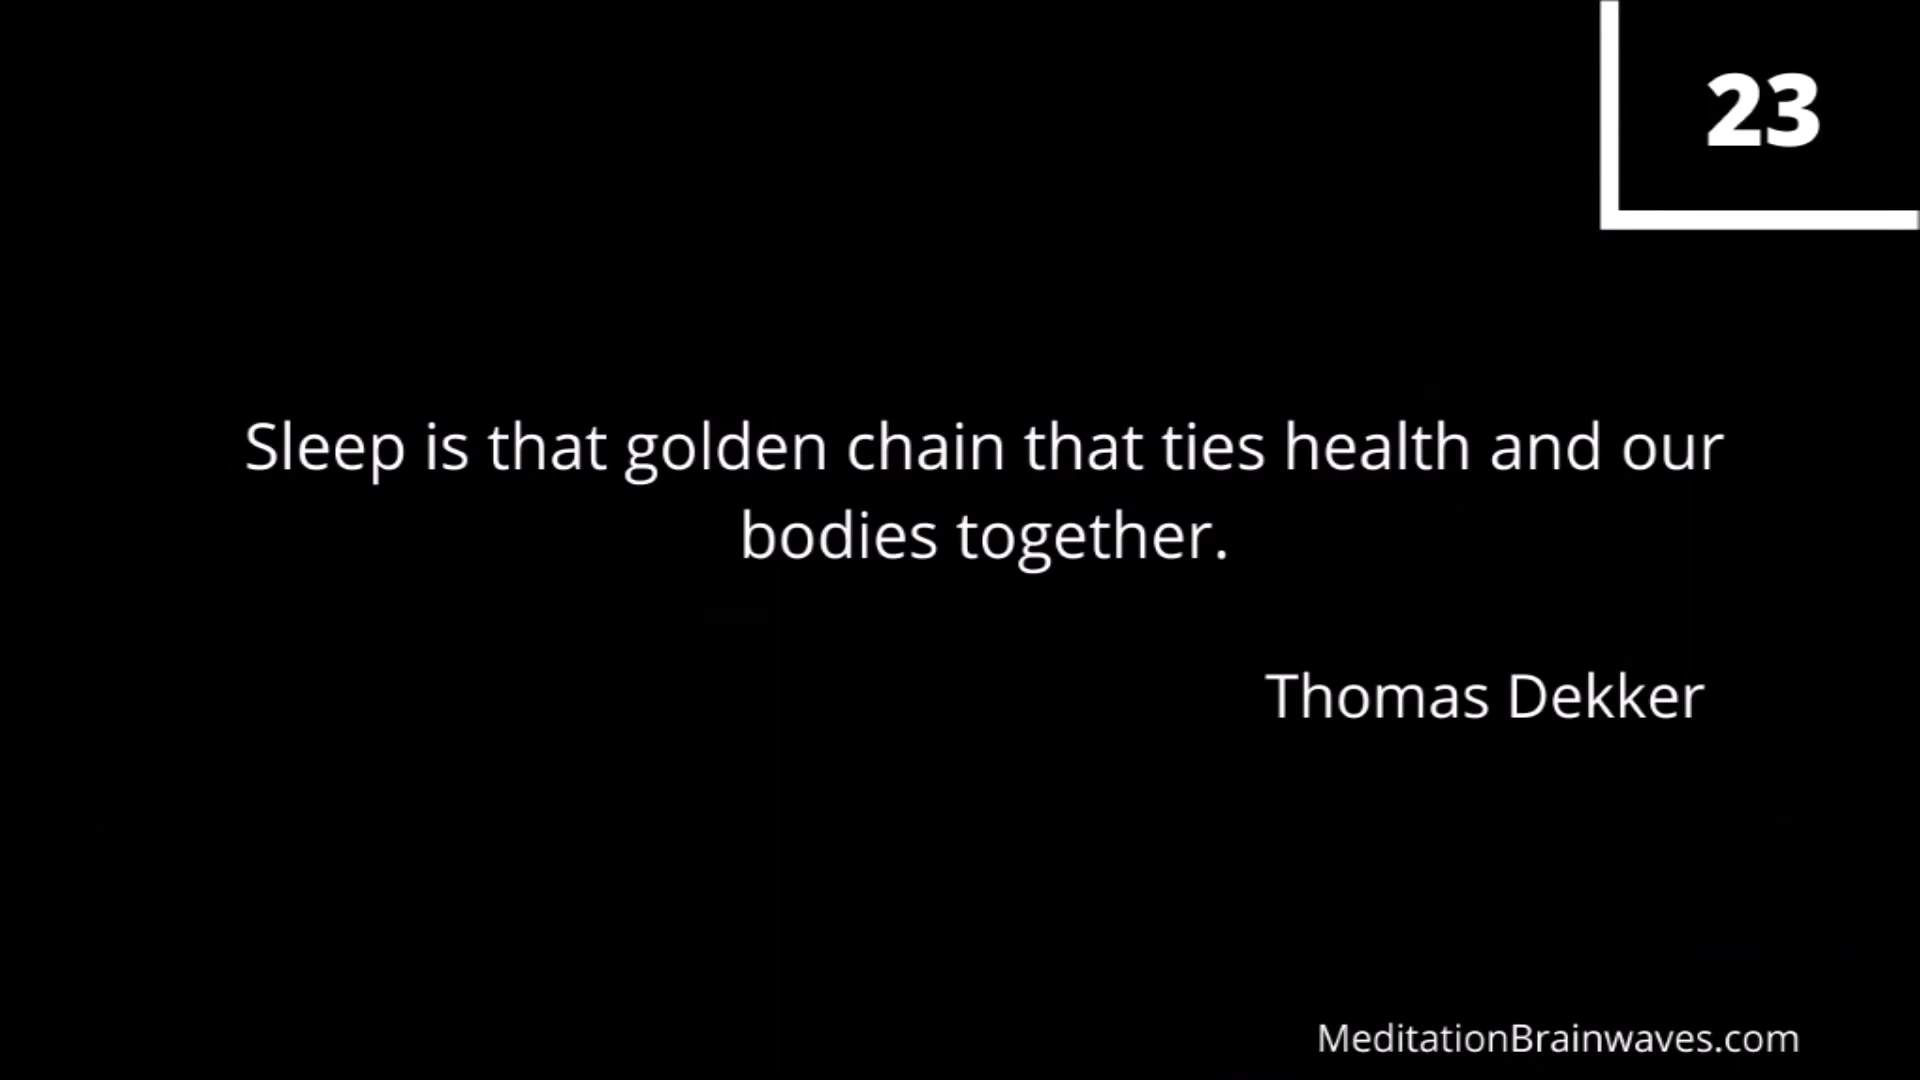 23
Sleep is that golden chain that ties health and our
bodies together.
Thomas Dekker
MeditationBrainwaves.com